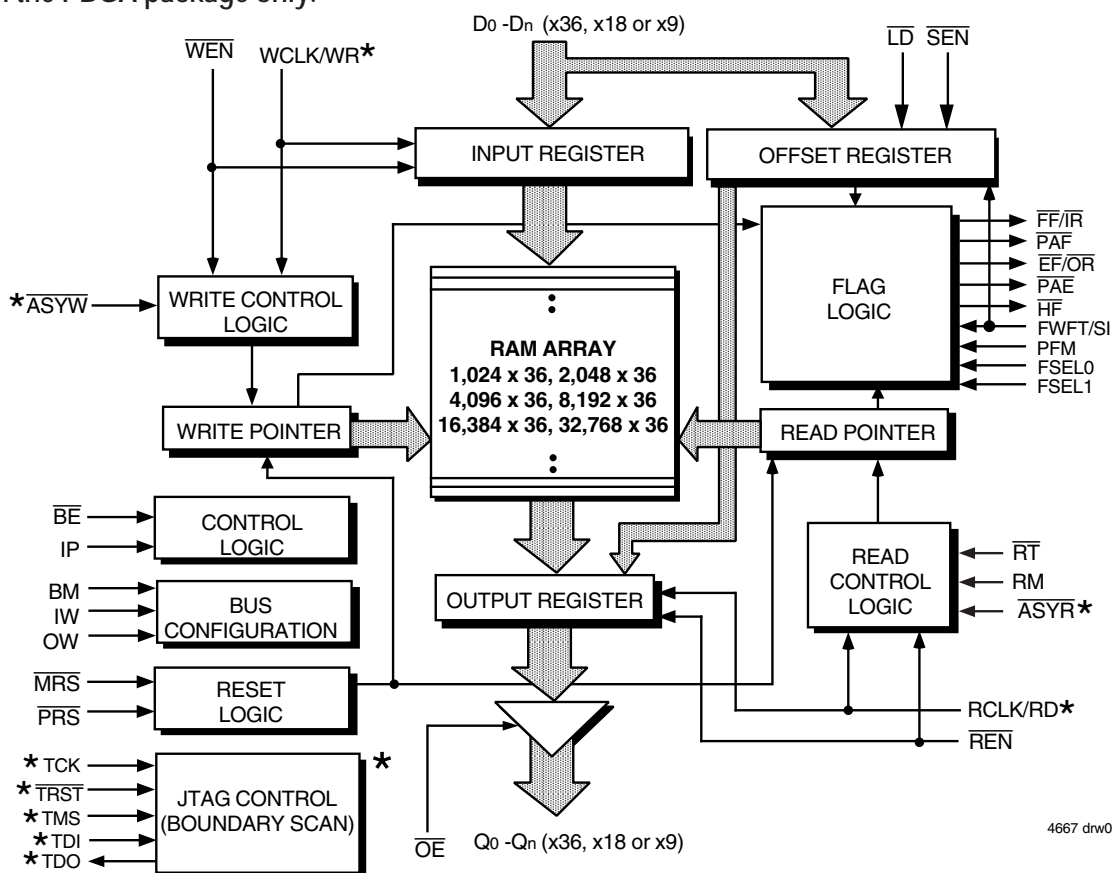 the PBGA package only.
D0 -Dn (x36, x18 or x9)
WEN
WCLK/WR*
LD
SEN
INPUT REGISTER
OFFSET REGISTER
*ASYW
WRITE CONTROL
LOGIC
FLAG
LOGIC
FF/IR
PAF
EF/OR
PAE
HF
FWFT/SI
PFM
FSEL0
FSEL1
RAM ARRAY
1,024 x 36, 2,048 x 36
4,096 x 36, 8,192 x 36
16,384 x 36, 32,768 x 36
WRITE POINTER
READ POINTER
BE
IP
CONTROL
LOGIC
READ
CONTROL
LOGIC
RT
RM
ASYR*
BM
IW
OW
BUS
CONFIGURATION
OUTPUT REGISTER
MRS
PRS
RESET
LOGIC
RCLK/RD*
REN
*TCK
*TRST
*TMS
*TDI
*TDO
JTAG CONTROL
(BOUNDARY SCAN)
*
OE
Q0 -Qn (x36, x18 or x9)
4667 drw0